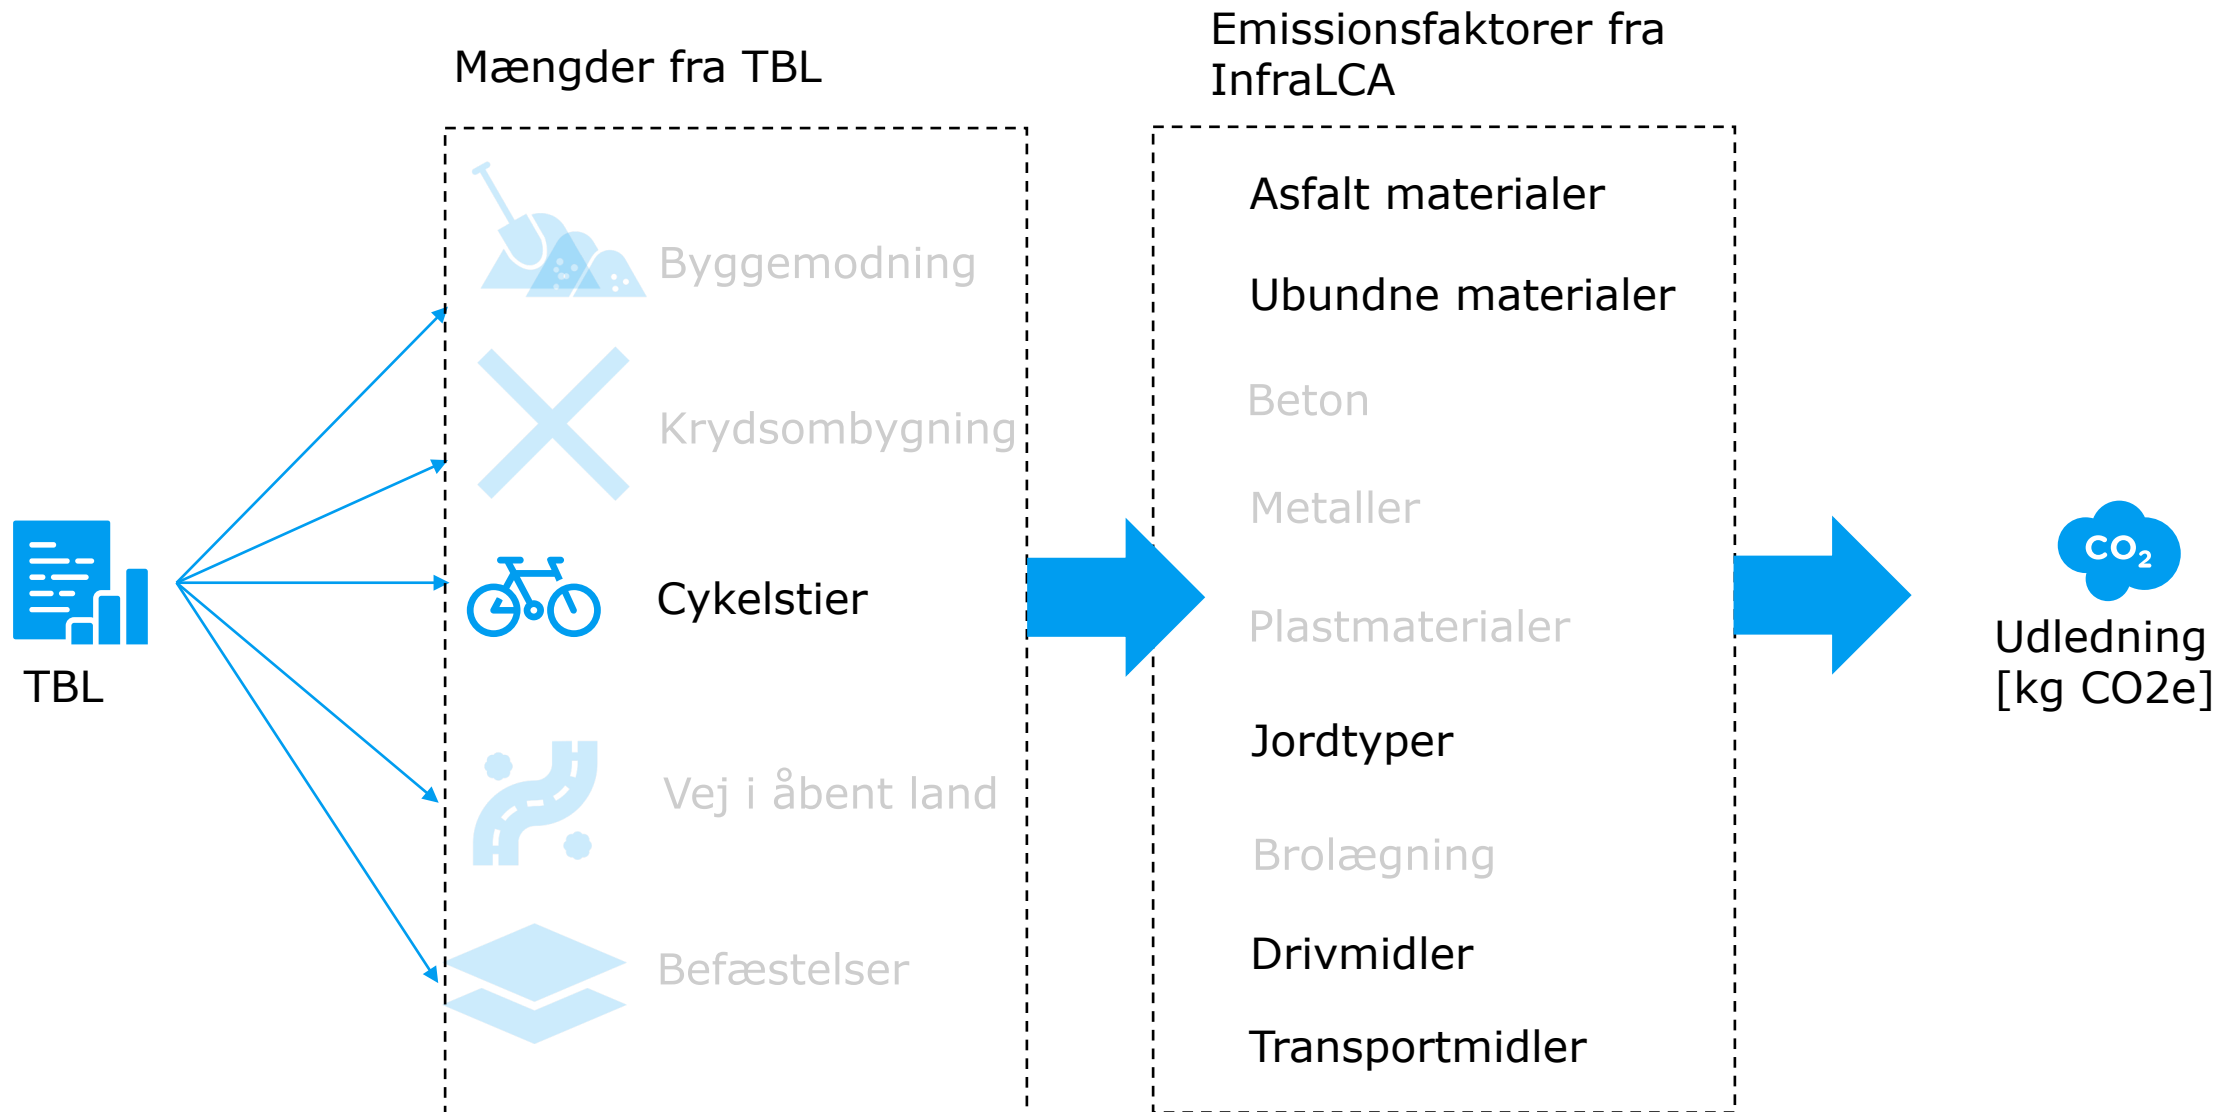 Mængder fra TBL
Emissionsfaktorer fra
InfraLCA
Byggemodning
Krydsombygning
Cykelstier
Vej i åbent land
Befæstelser
TBL
Asfalt materialer
Ubundne materialer
Beton
Metaller
Plastmaterialer
Jordtyper
Brolægning
Drivmidler
Transportmidler
CO2
Udledning
[kg CO2e]